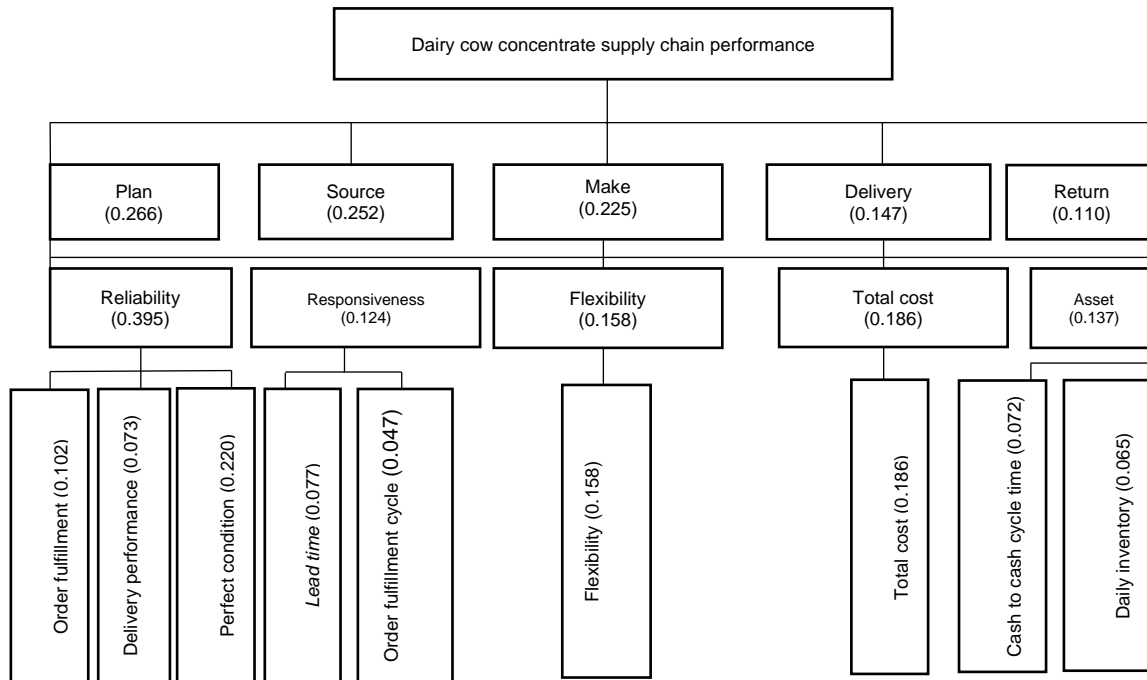 Dairy cow concentrate supply chain performance
Plan
(0.266)
Source
(0.252)
Make
(0.225)
Delivery
(0.147)
Return
(0.110)
Reliability
(0.395)
Responsiveness
(0.124)
Flexibility
(0.158)
Total cost
(0.186)
Asset
(0.137)
Order fulfillment (0.102)
Delivery performance (0.073)
Perfect condition (0.220)
Lead time (0.077)
Order fulfillment cycle (0.047)
Flexibility (0.158)
Total cost (0.186)
Cash to cash cycle time (0.072)
Daily inventory (0.065)